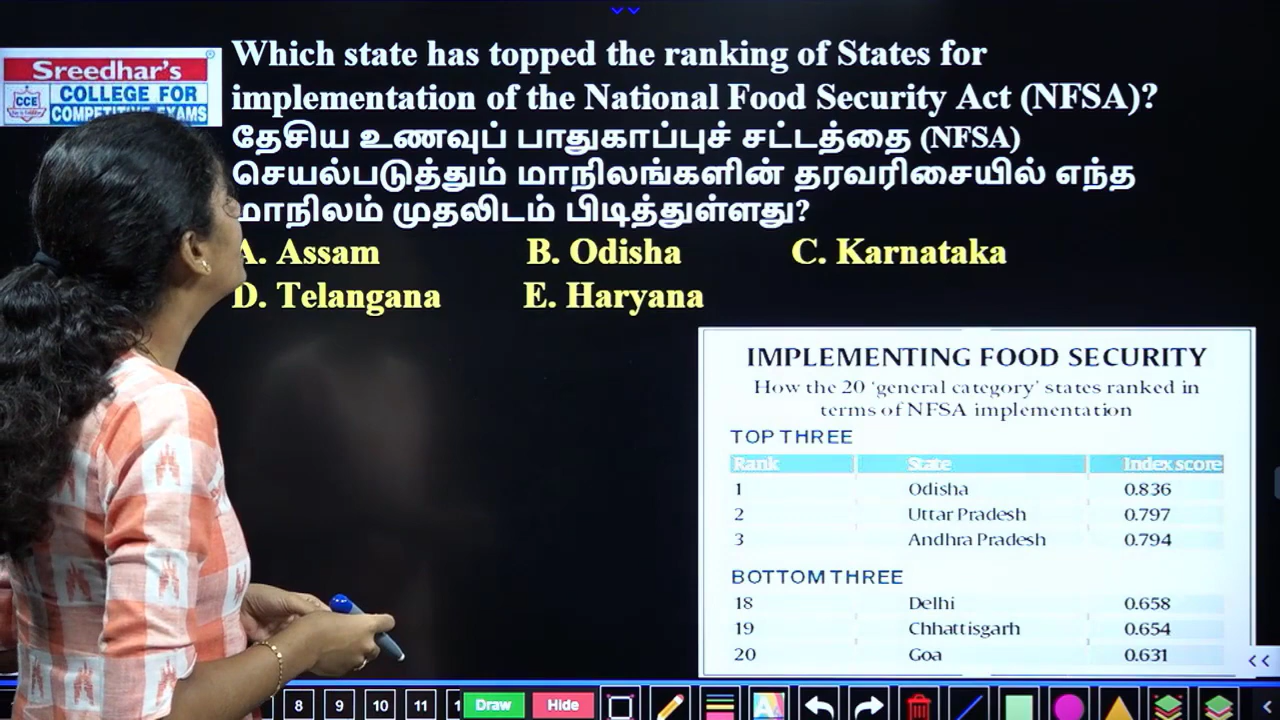 Sreedhar's
CCE
COLLEGE FOR
COMPETITIVE EXAMS
Which state has topped the ranking of States for
implementation of the National Food Security Act (NFSA)?
தேசிய உணவுப் பாதுகாப்புச் சட்டத்தை (NFSA)
செயல்படுத்தும் மாநிலங்களின் தரவரிசையில் எந்த
மாநிலம் முதலிடம் பிடித்துள்ளது?
A. Assam B. Odisha C. Karnataka
D. Telangana E. Haryana
IMPLEMENTING FOOD SECURITY
How the 20 ‘general category’ states ranked in
terms of NFSA implementation
TOP THREE
Rank State Index score
1 Odisha 0.836
2 Uttar Pradesh 0.797
3 Andhra Pradesh 0.794
BOTTOM THREE
18 Delhi 0.658
19 Chhattisgarh 0.654
20 Goa 0.631
<<
8 9 10 11 Draw Hide